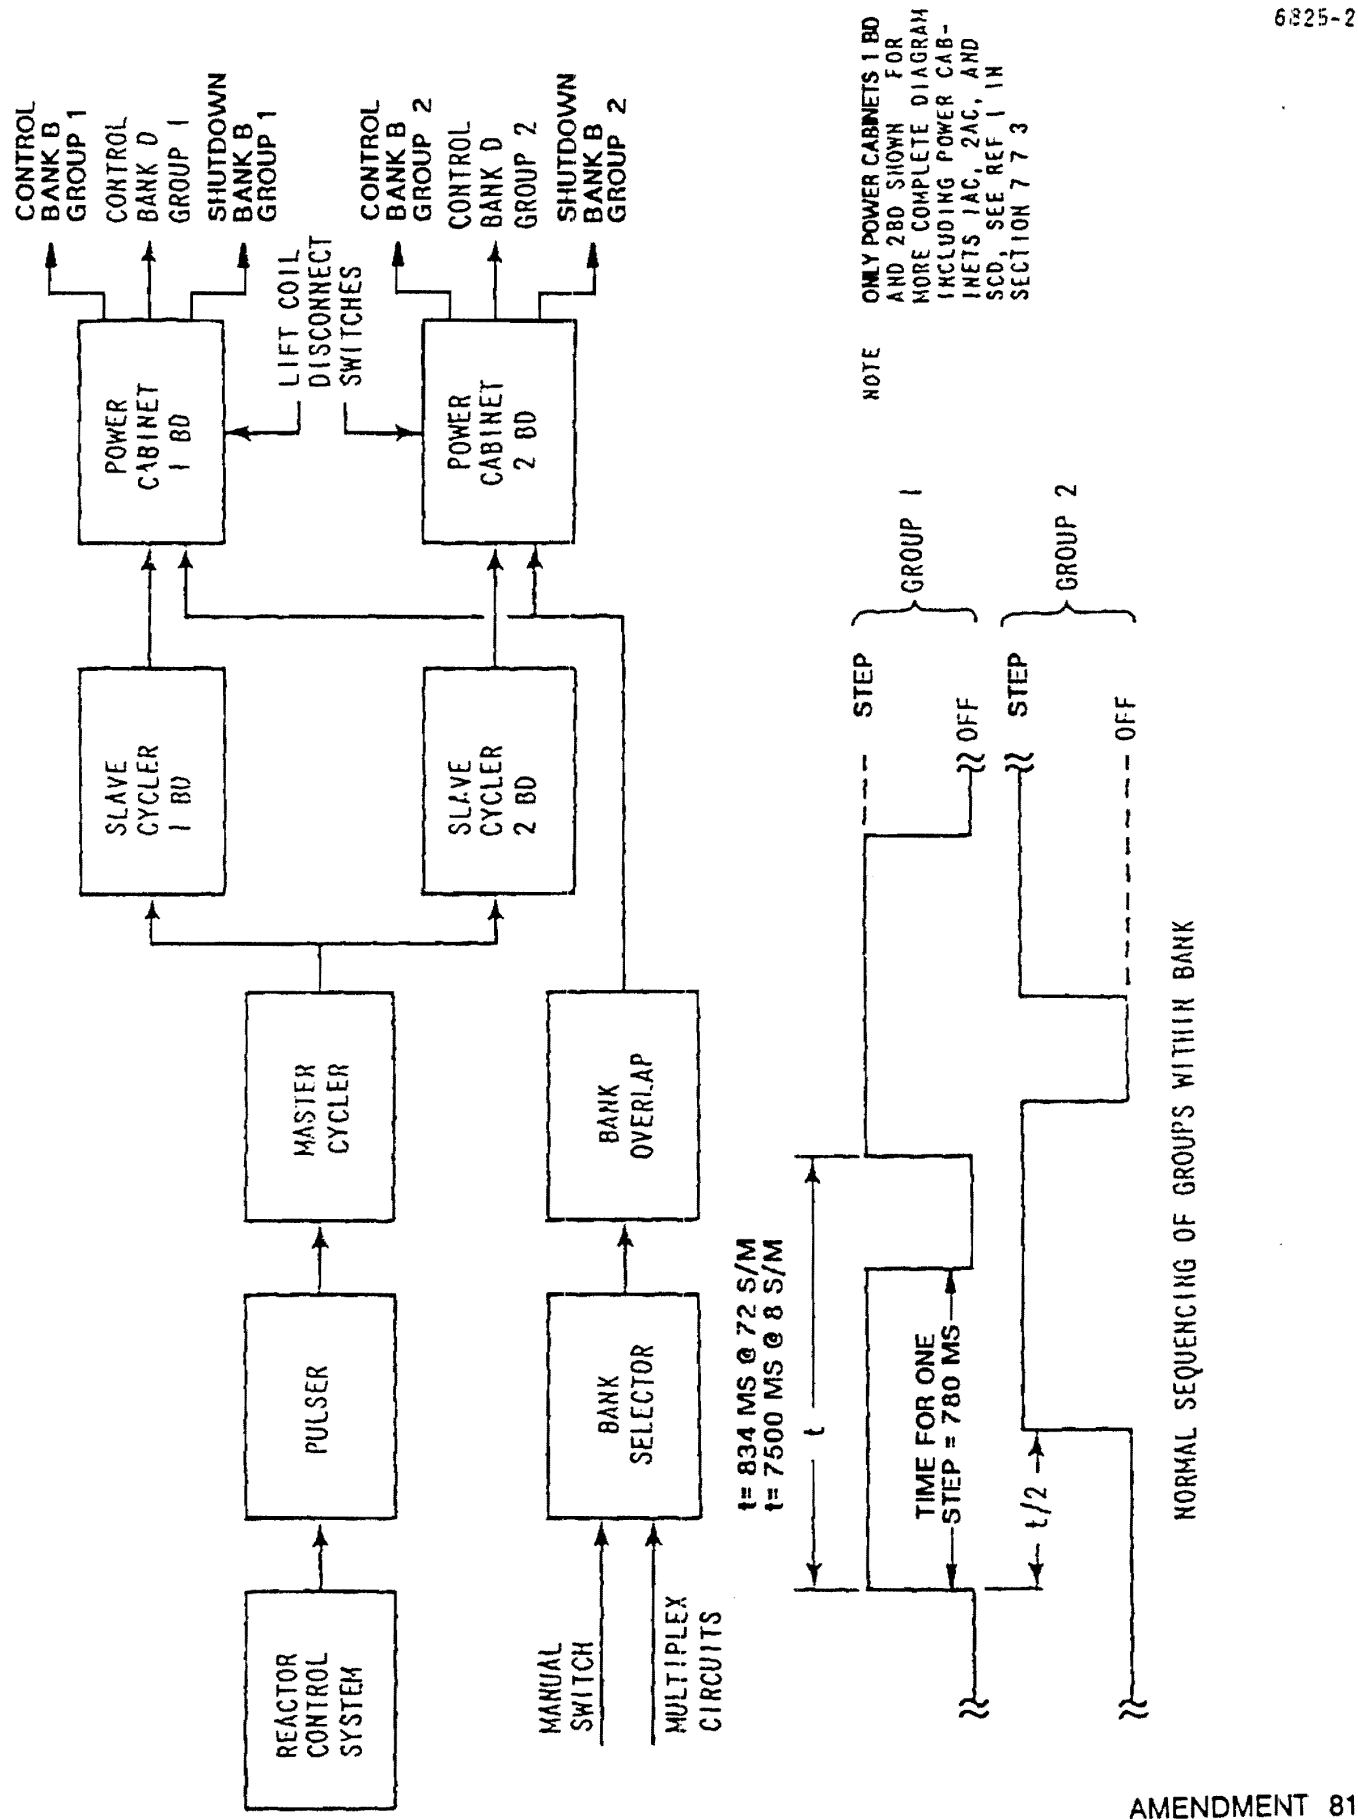 REACTOR
CONTROL
SYSTEM
PULSER
MASTER
CYCLER
SLAVE
CYCLER
1 BD
SLAVE
CYCLER
2 BD
POWER
CABINET
1 BD
POWER
CABINET
2 BD
CONTROL
BANK B
GROUP 1
CONTROL
BANK D
GROUP 1
SHUTDOWN
BANK B
GROUP 1
LIFT COIL
DISCONNECT
SWITCHES
CONTROL
BANK B
GROUP 2
CONTROL
BANK D
GROUP 2
SHUTDOWN
BANK B
GROUP 2
MANUAL
SWITCH
MULTIPLEX
CIRCUITS
BANK
SELECTOR
BANK
OVERLAP
t= 834 MS @ 72 S/M
t= 7500 MS @ 8 S/M
t
TIME FOR ONE
STEP = 780 MS
t/2
STEP
OFF
GROUP 1
STEP
OFF
GROUP 2
NORMAL SEQUENCING OF GROUPS WITHIN BANK
NOTE ONLY POWER CABINETS 1 BD
AND 2BD SHOWN FOR
MORE COMPLETE DIAGRAM
INCLUDING POWER CAB-
INETS 1AC, 2AC, AND
SCD, SEE REF 1 IN
SECTION 7 7 3
6825-2
AMENDMENT 81